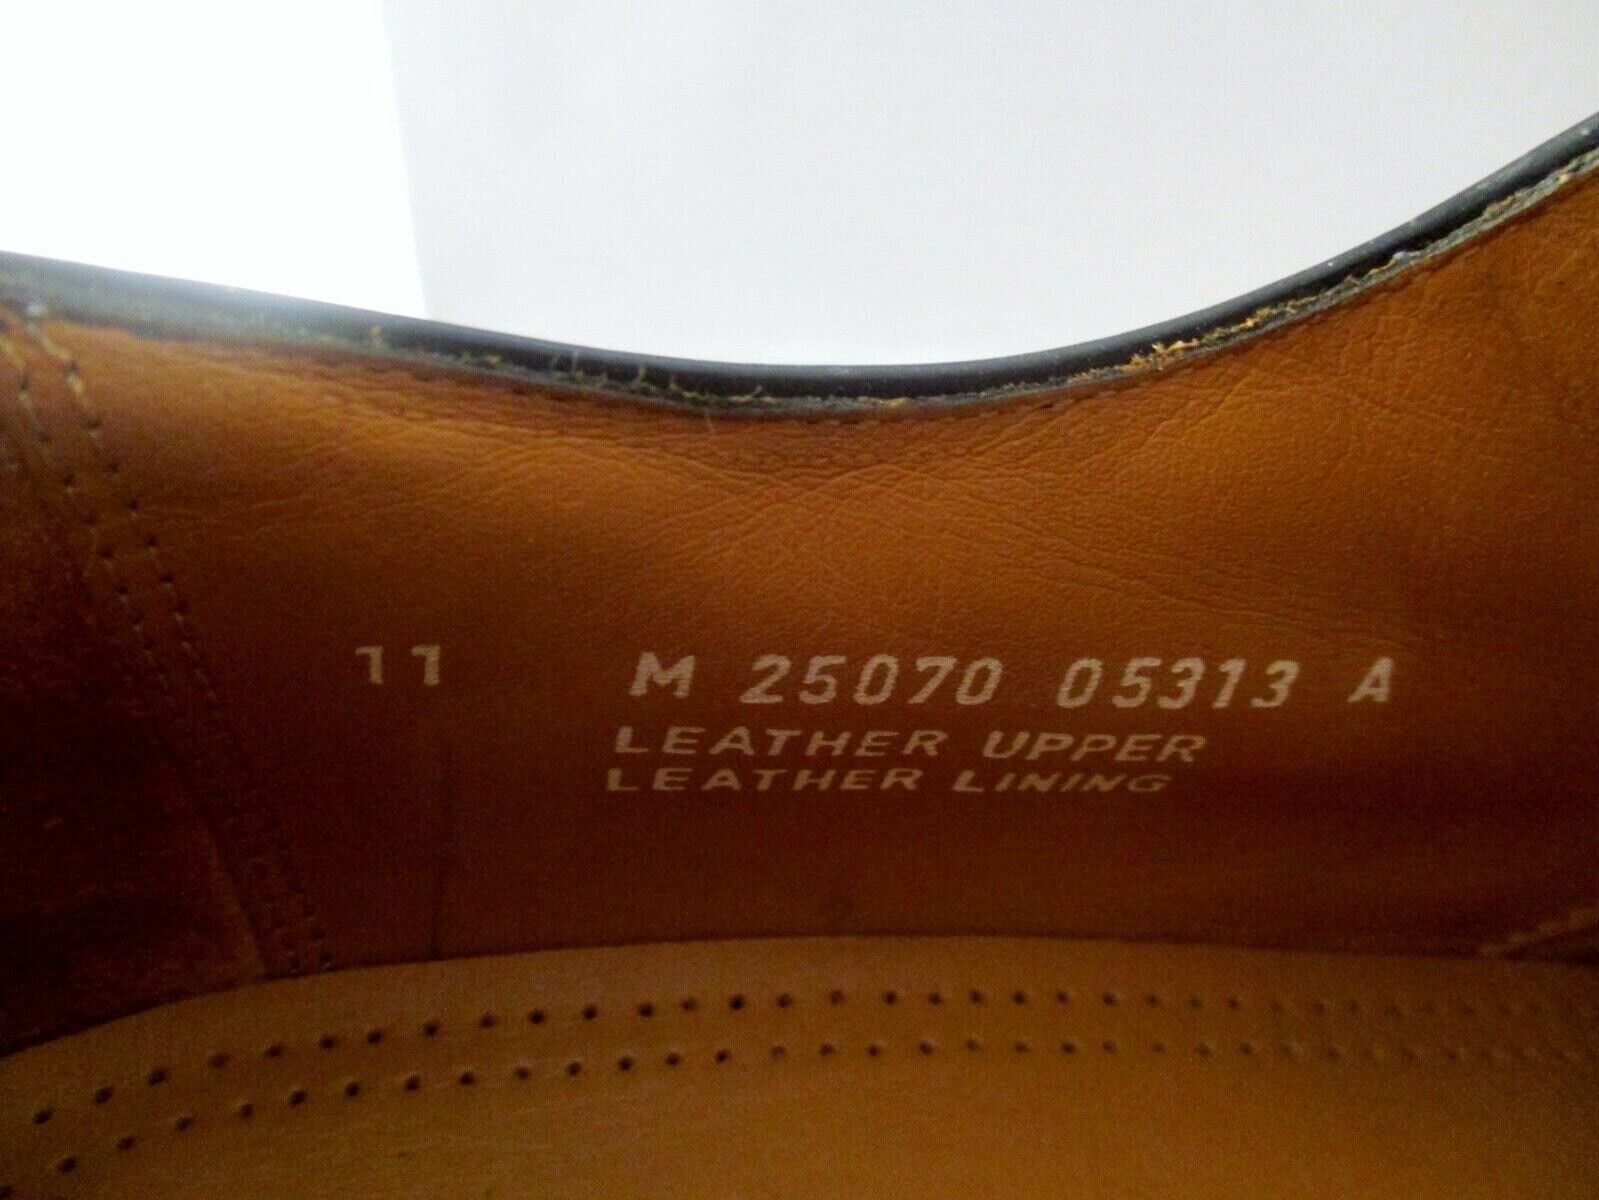 11 M 25070 05313 A
LEATHER UPPER
LEATHER LINING